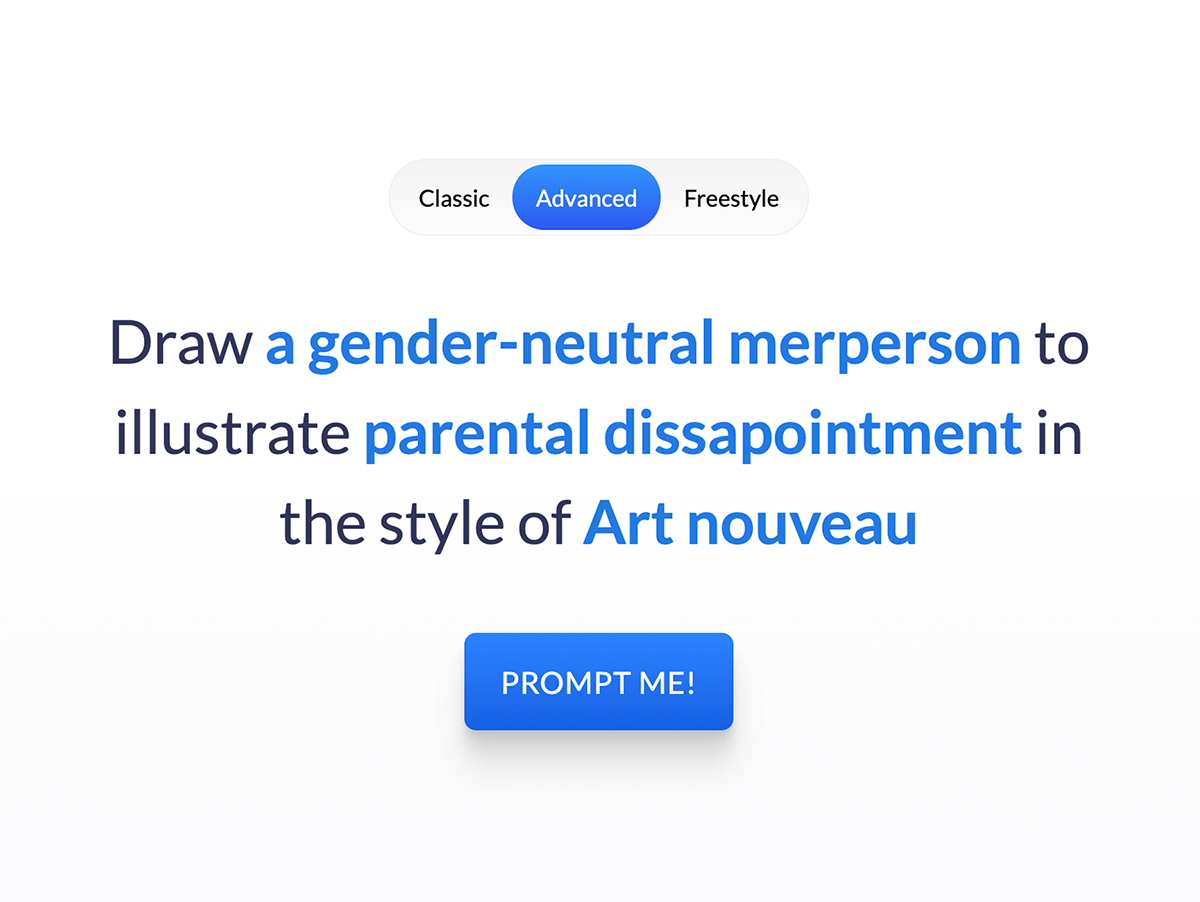 Classic Advanced Freestyle
Draw a gender-neutral merperson to
illustrate parental dissapointment in
the style of Art nouveau
PROMPT ME!